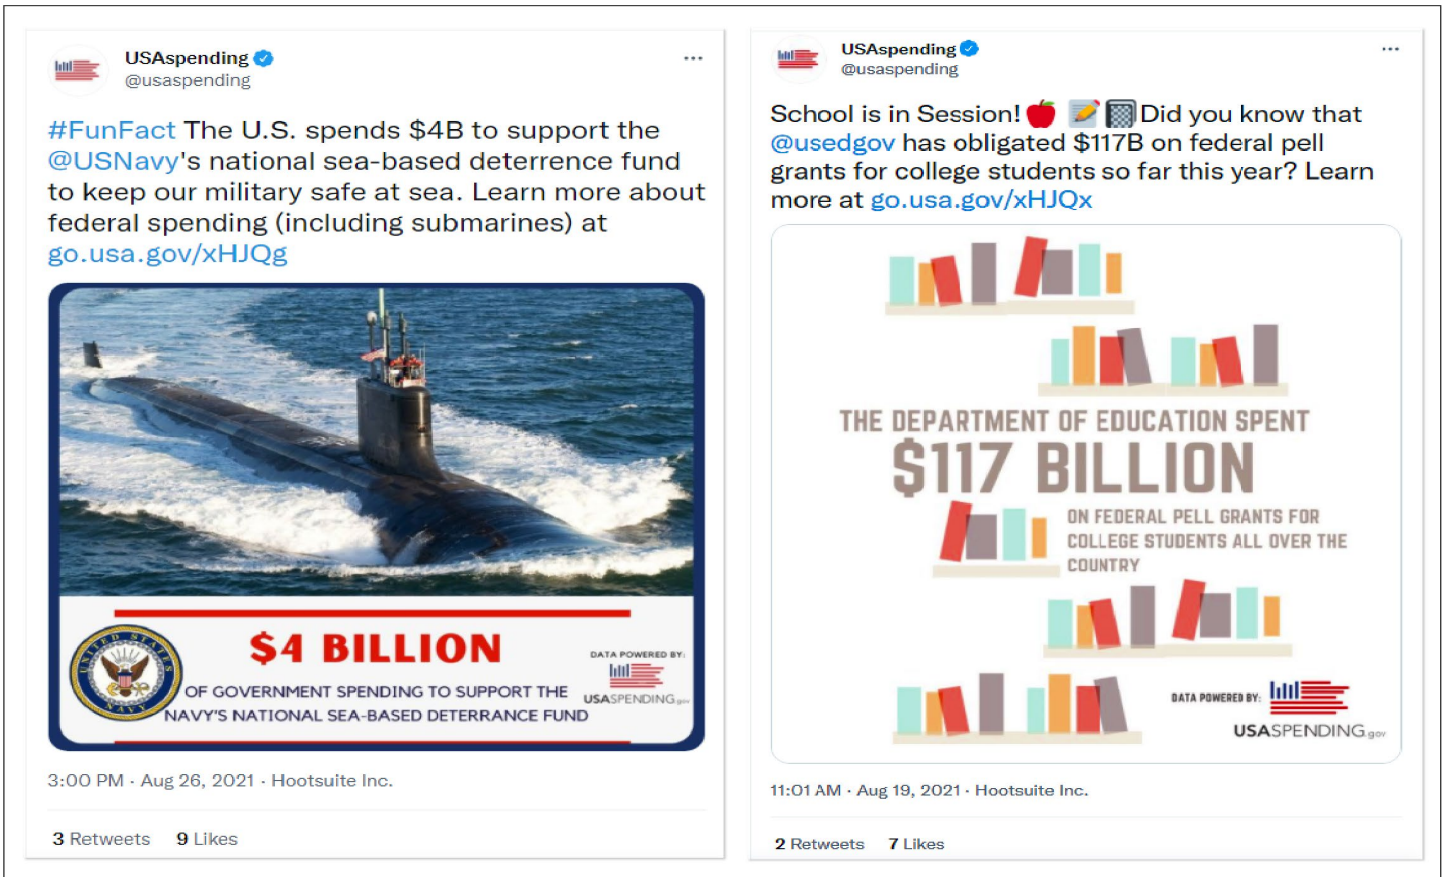 USAspending
@usaspending
...
#FunFact The U.S. spends $4B to support the
@USNavy's national sea-based deterrence fund
to keep our military safe at sea. Learn more about
federal spending (including submarines) at
go.usa.gov/xHJQg
UNITED STATES
NAVY
$4 BILLION
OF GOVERNMENT SPENDING TO SUPPORT THE
NAVY'S NATIONAL SEA-BASED DETERRANCE FUND
DATA POWERED BY:
USASPENDING.gov
3:00 PM · Aug 26, 2021 · Hootsuite Inc.
3 Retweets 9 Likes
USAspending
@usaspending
...
School is in Session! 🍎 📝 📓 Did you know that
@usedgov has obligated $117B on federal pell
grants for college students so far this year? Learn
more at go.usa.gov/xHJQx
THE DEPARTMENT OF EDUCATION SPENT
$117 BILLION
ON FEDERAL PELL GRANTS FOR
COLLEGE STUDENTS ALL OVER THE
COUNTRY
DATA POWERED BY:
USASPENDING.gov
11:01 AM · Aug 19, 2021 · Hootsuite Inc.
2 Retweets 7 Likes